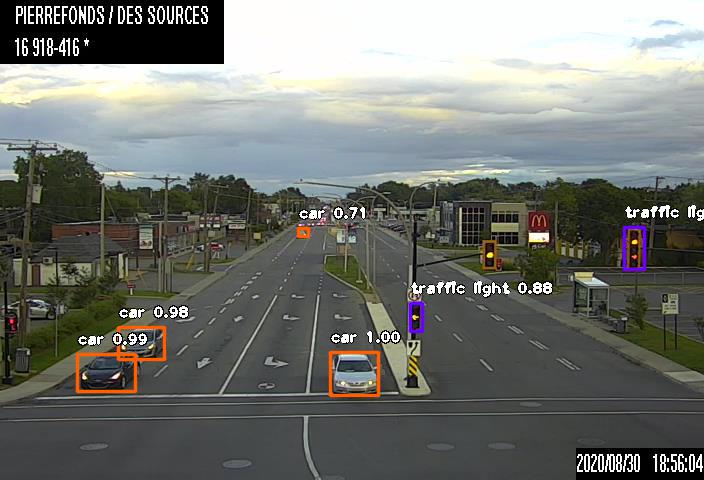 PIERREFONDS / DES SOURCES
16 918-416 *
car 0.71
traffic lig
traffic light 0.88
car 0.98
car 0.99
car 1.00
2020/08/30 18:56:04